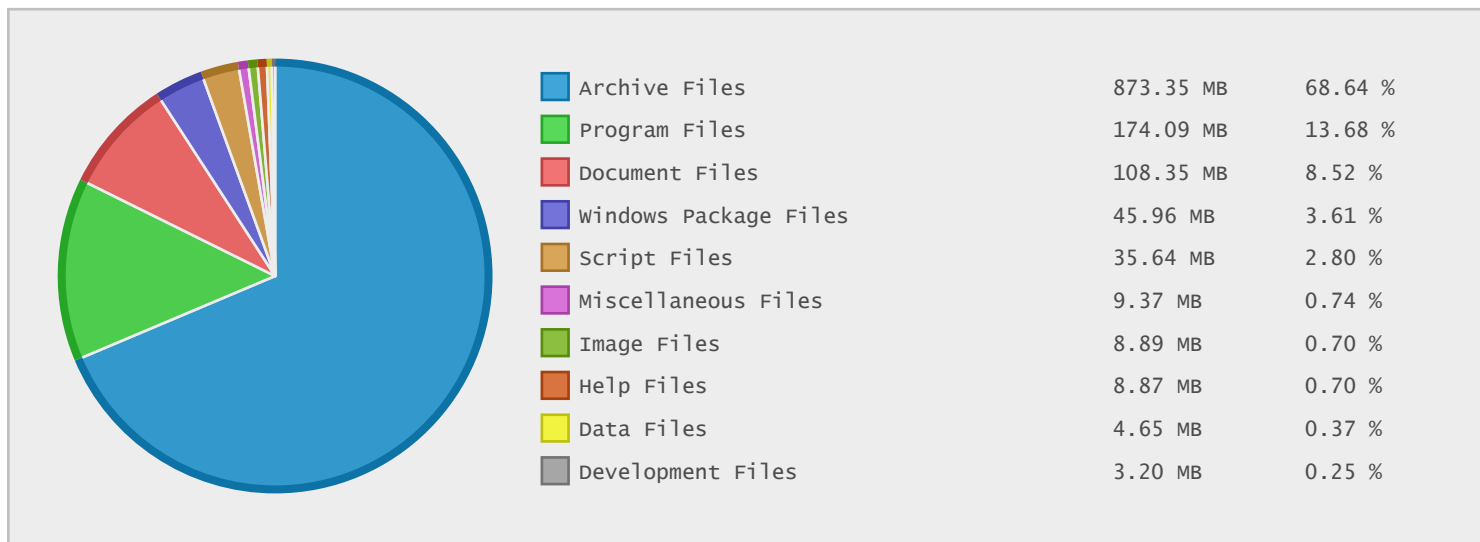 Archive Files 873.35 MB 68.64 %
Program Files 174.09 MB 13.68 %
Document Files 108.35 MB 8.52 %
Windows Package Files 45.96 MB 3.61 %
Script Files 35.64 MB 2.80 %
Miscellaneous Files 9.37 MB 0.74 %
Image Files 8.89 MB 0.70 %
Help Files 8.87 MB 0.70 %
Data Files 4.65 MB 0.37 %
Development Files 3.20 MB 0.25 %